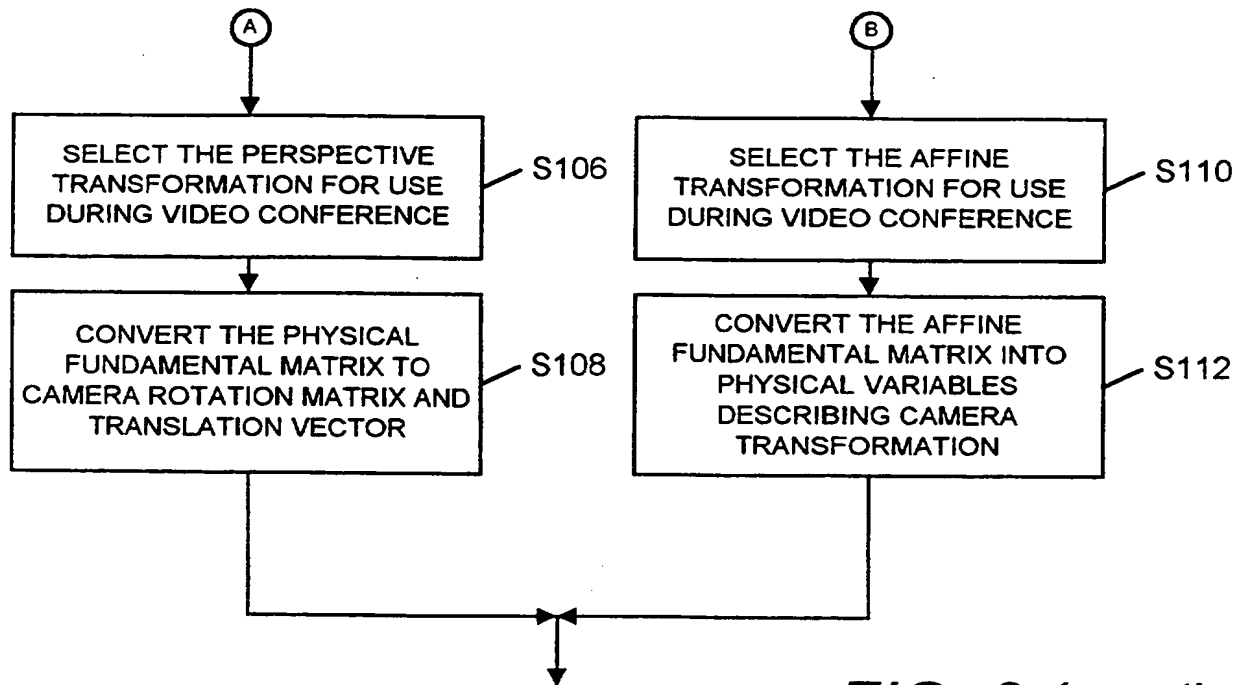 A
B
SELECT THE PERSPECTIVE
TRANSFORMATION FOR USE
DURING VIDEO CONFERENCE
S106
SELECT THE AFFINE
TRANSFORMATION FOR USE
DURING VIDEO CONFERENCE
S110
CONVERT THE PHYSICAL
FUNDAMENTAL MATRIX TO
CAMERA ROTATION MATRIX AND
TRANSLATION VECTOR
S108
CONVERT THE AFFINE
FUNDAMENTAL MATRIX INTO
PHYSICAL VARIABLES
DESCRIBING CAMERA
TRANSFORMATION
S112